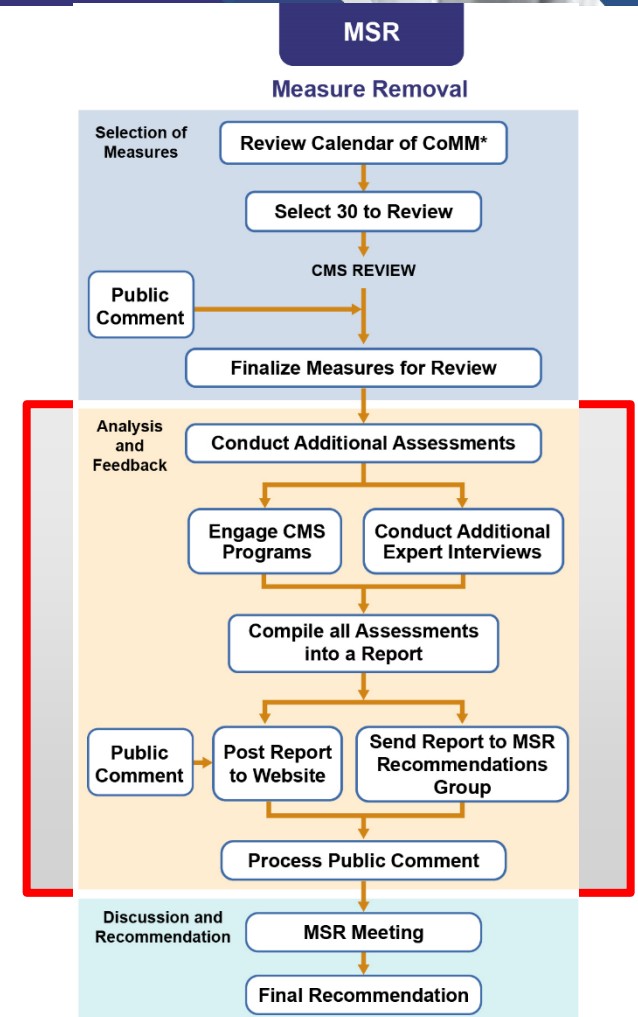 MSR
Measure Removal
Selection of
Measures
Review Calendar of CoMM*
Select 30 to Review
CMS REVIEW
Public
Comment
Finalize Measures for Review
Analysis
and
Feedback
Conduct Additional Assessments
Engage CMS
Programs
Conduct Additional
Expert Interviews
Compile all Assessments
into a Report
Public
Comment
Post Report
to Website
Send Report to MSR
Recommendations
Group
Process Public Comment
Discussion and
Recommendation
MSR Meeting
Final Recommendation